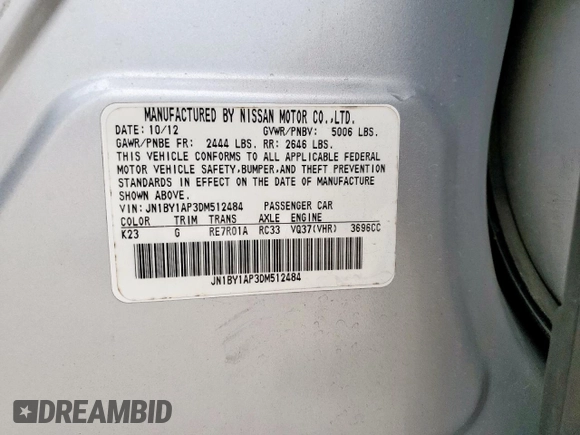 MANUFACTURED BY NISSAN MOTOR CO.,LTD.
DATE: 10/12 GVWR/PNBV: 5006 LBS.
GAWR/PNBE FR: 2444 LBS. RR: 2646 LBS.
THIS VEHICLE CONFORMS TO ALL APPLICABLE FEDERAL
MOTOR VEHICLE SAFETY,BUMPER,AND THEFT PREVENTION
STANDARDS IN EFFECT ON THE DATE OF MANUFACTURE
SHOWN ABOVE.
VIN: JN1BY1AP3DM512484 PASSENGER CAR
COLOR TRIM TRANS AXLE ENGINE
K23 G RE7R01A RC33 VQ37(VHR) 3696CC
JN1BY1AP3DM512484
DREAMBID